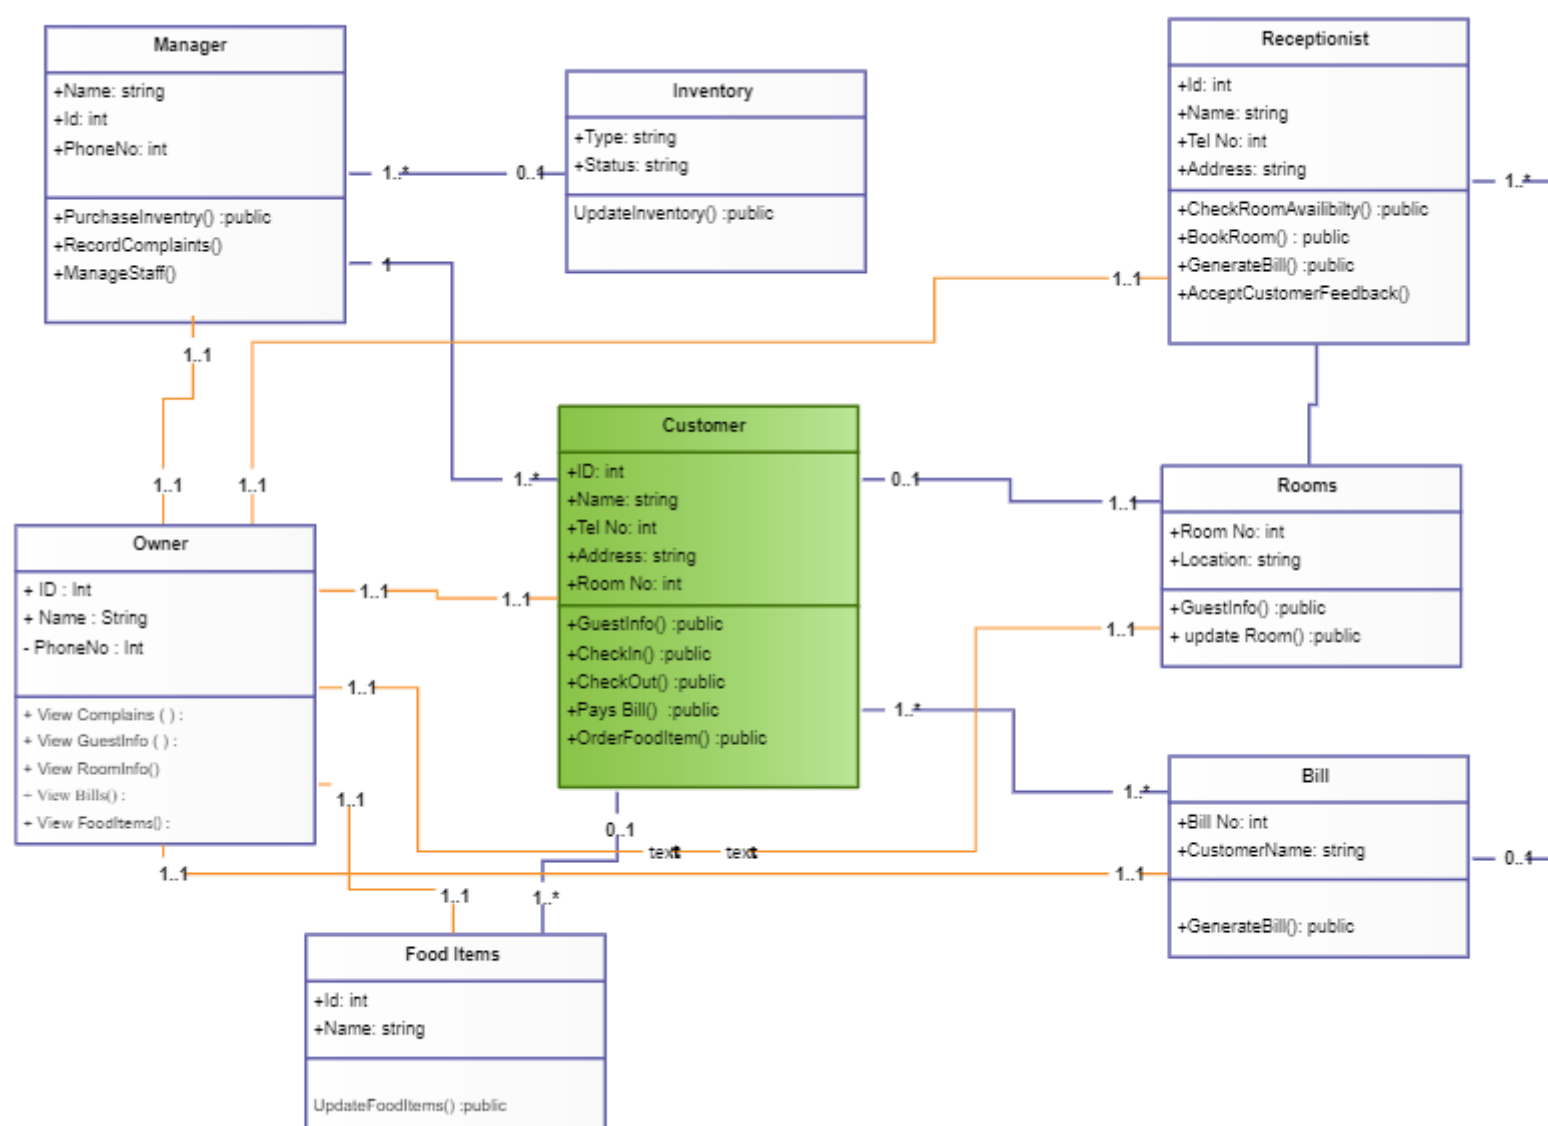 Manager
+Name: string
+Id: int
+PhoneNo: int
+PurchaseInventry() :public
+RecordComplaints()
+ManageStaff()
1..*
0..1
1
1..1
Inventory
+Type: string
+Status: string
UpdateInventory() :public
Receptionist
+Id: int
+Name: string
+Tel No: int
+Address: string
+CheckRoomAvailibilty() :public
+BookRoom() : public
+GenerateBill() :public
+AcceptCustomerFeedback()
1..*
1..1
1..1
1..1
Owner
+ ID : Int
+ Name : String
- PhoneNo : Int
+ View Complains ( ) :
+ View GuestInfo ( ) :
+ View RoomInfo()
+ View Bills() :
+ View FoodItems() :
1..1
1..1
1..1
1..1
1..1
1..*
Customer
+ID: int
+Name: string
+Tel No: int
+Address: string
+Room No: int
+GuestInfo() :public
+CheckIn() :public
+CheckOut() :public
+Pays Bill()  :public
+OrderFoodItem() :public
0..1
1..1
1..*
1..*
0..1
text
text
Rooms
+Room No: int
+Location: string
+GuestInfo() :public
+ update Room() :public
1..1
Bill
+Bill No: int
+CustomerName: string
+GenerateBill(): public
0..1
1..1
1..1
1..*
Food Items
+Id: int
+Name: string
UpdateFoodItems() :public